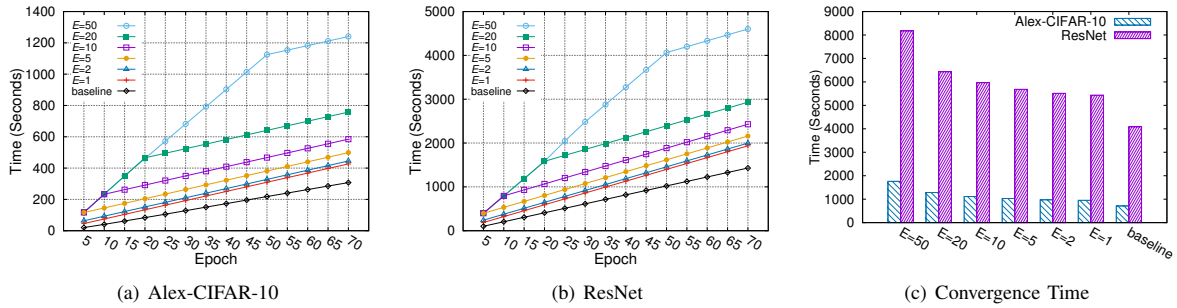 1400
1200
1000
800
600
400
200
0
Time (Seconds)
E=50
E=20
E=10
E=5
E=2
E=1
baseline
5 10 15 20 25 30 35 40 45 50 55 60 65 70
Epoch
(a) Alex-CIFAR-10
5000
4000
3000
2000
1000
0
Time (Seconds)
E=50
E=20
E=10
E=5
E=2
E=1
baseline
5 10 15 20 25 30 35 40 45 50 55 60 65 70
Epoch
(b) ResNet
9000
8000
7000
6000
5000
4000
3000
2000
1000
0
Time (Seconds)
Alex-CIFAR-10
ResNet
E=50 E=20 E=10 E=5 E=2 E=1 baseline
(c) Convergence Time